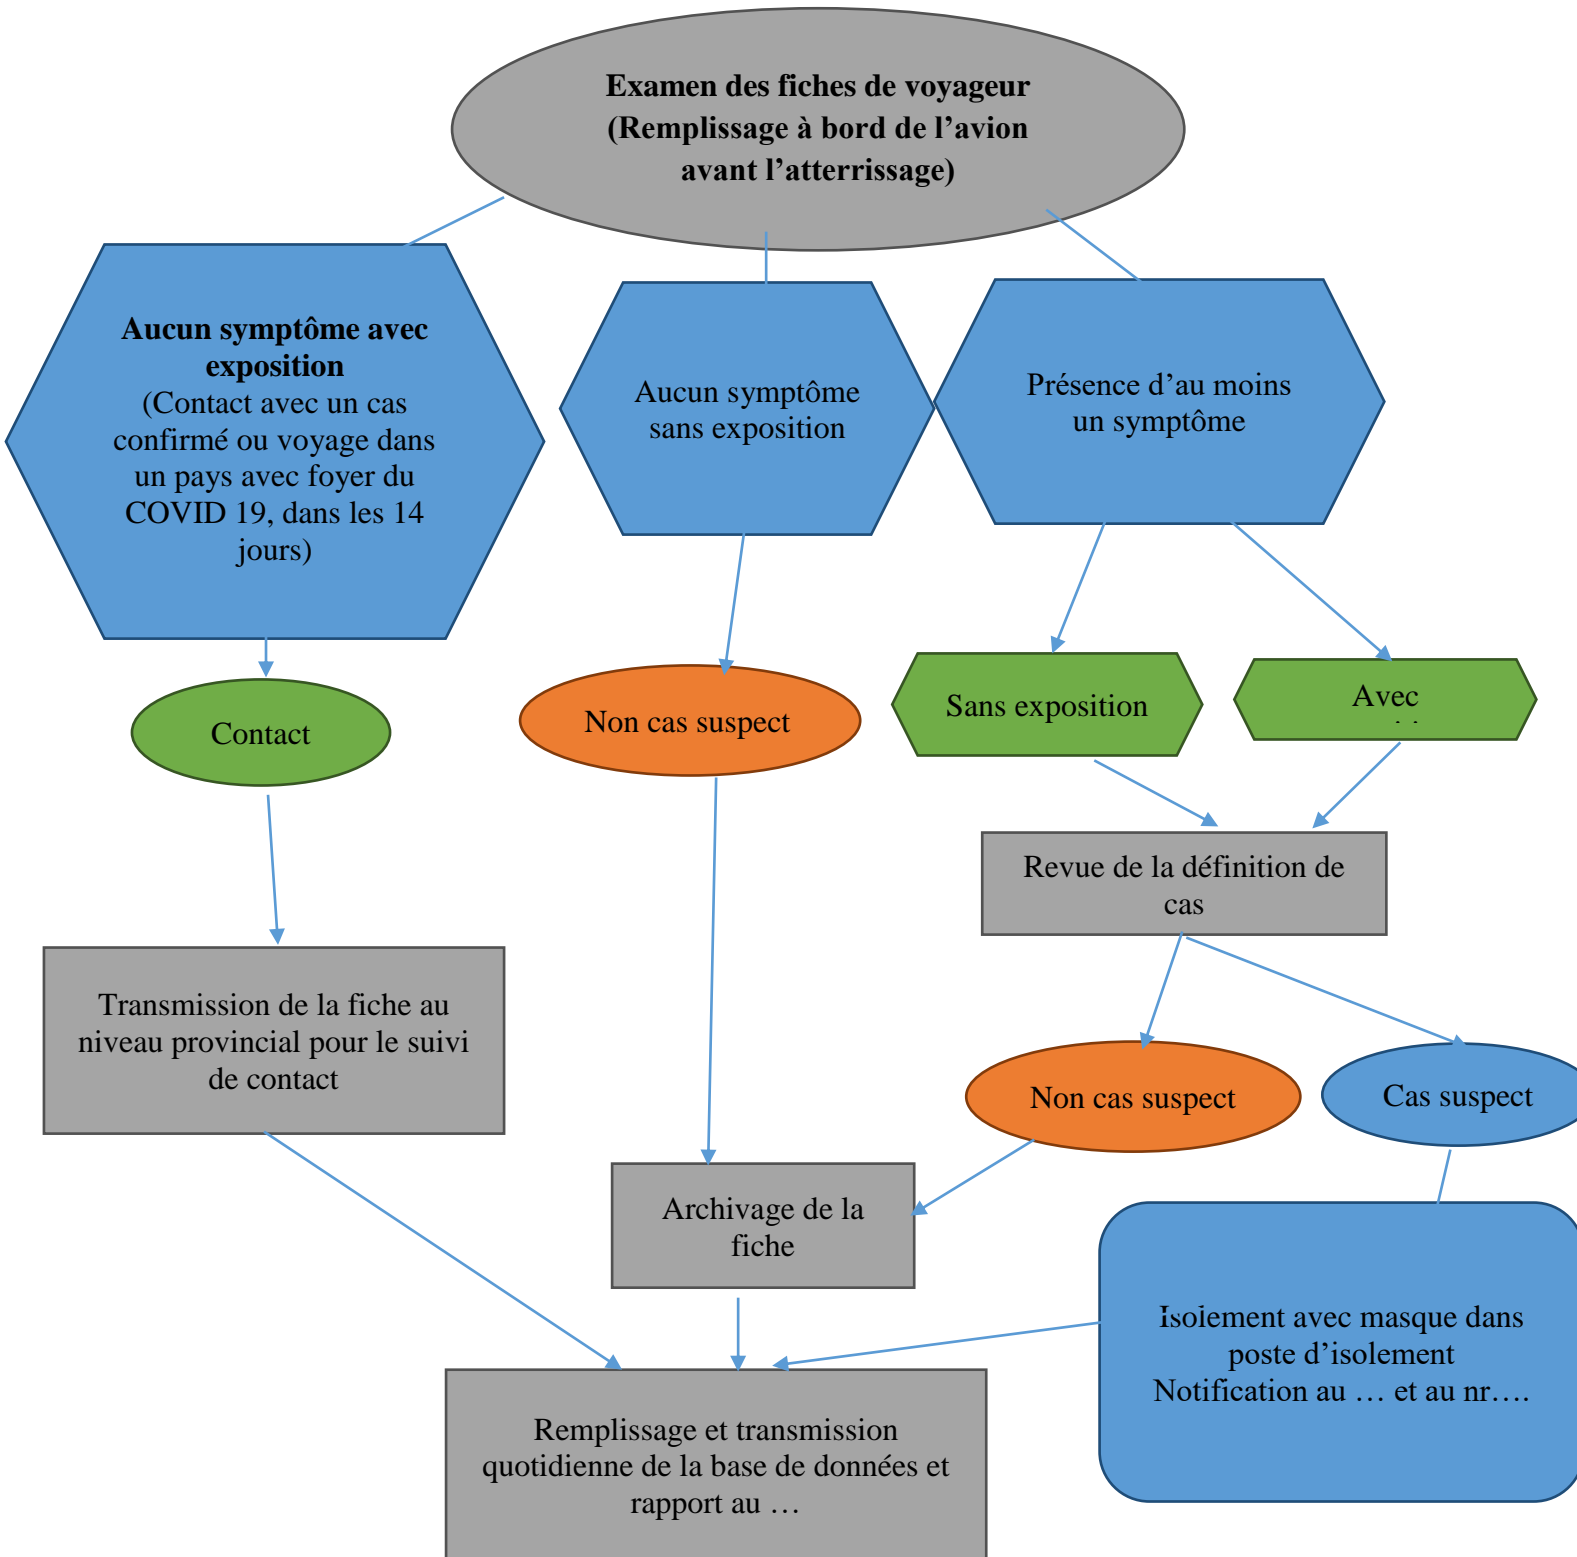 Examen des fiches de voyageur
(Remplissage à bord de l’avion
avant l’atterrissage)
Aucun symptôme avec
exposition
(Contact avec un cas
confirmé ou voyage dans
un pays avec foyer du
COVID 19, dans les 14
jours)
Aucun symptôme
sans exposition
Présence d’au moins
un symptôme
Contact
Non cas suspect
Sans exposition
Avec
Revue de la définition de
cas
Transmission de la fiche au
niveau provincial pour le suivi
de contact
Non cas suspect
Cas suspect
Archivage de la
fiche
Isolement avec masque dans
poste d’isolement
Notification au … et au nr….
Remplissage et transmission
quotidienne de la base de données et
rapport au …